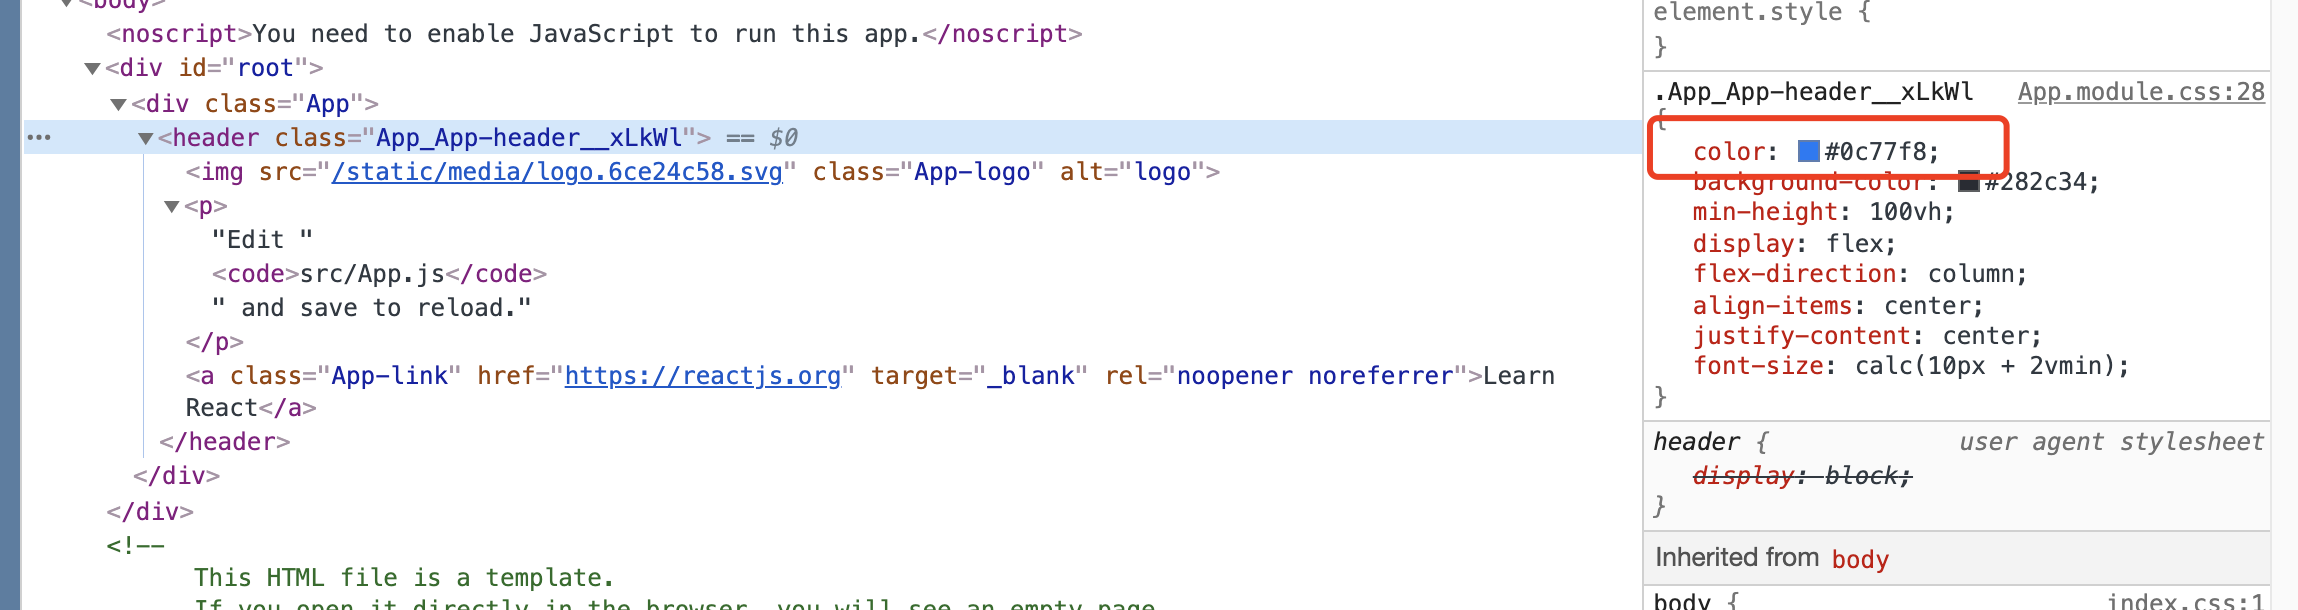 <body>
<noscript>You need to enable JavaScript to run this app.</noscript>
▼<div id="root">
▼<div class="App">
••• ▼<header class="App_App-header__xLkWl"> == $0
<img src="/static/media/logo.6ce24c58.svg" class="App-logo" alt="logo">
▼<p>
"Edit "
<code>src/App.js</code>
" and save to reload."
</p>
<a class="App-link" href="https://reactjs.org" target="_blank" rel="noopener noreferrer">Learn
React</a>
</header>
</div>
</div>
<!--
This HTML file is a template.
If you open it directly in the browser, you will see an empty page.
element.style {
}
.App_App-header__xLkWl App.module.css:28
{
color: #0c77f8;
background-color: #282c34;
min-height: 100vh;
display: flex;
flex-direction: column;
align-items: center;
justify-content: center;
font-size: calc(10px + 2vmin);
}
header { user agent stylesheet
display: block;
}
Inherited from body
body { index.css:1